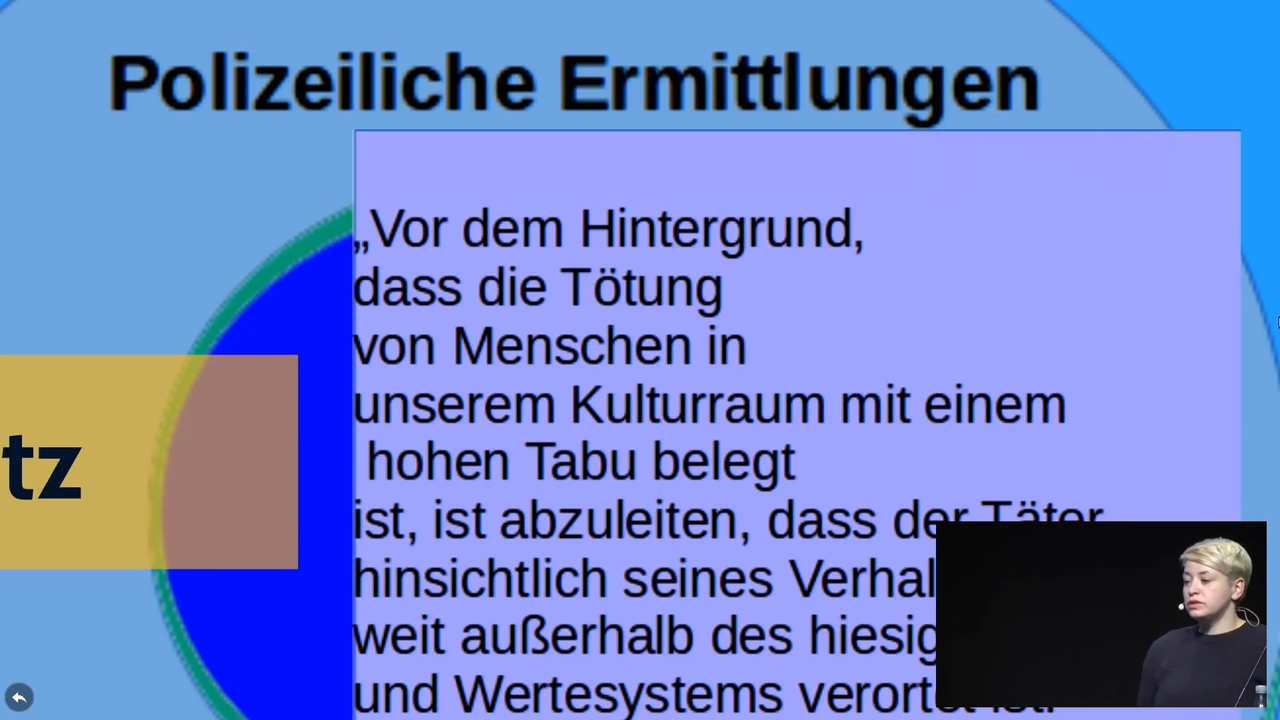 Polizeiliche Ermittlungen
„Vor dem Hintergrund,
dass die Tötung
von Menschen in
unserem Kulturraum mit einem
hohen Tabu belegt
tz
ist, ist abzuleiten, dass der Täter
hinsichtlich seines Verhal
weit außerhalb des hiesig
und Wertesystems verortet ist.